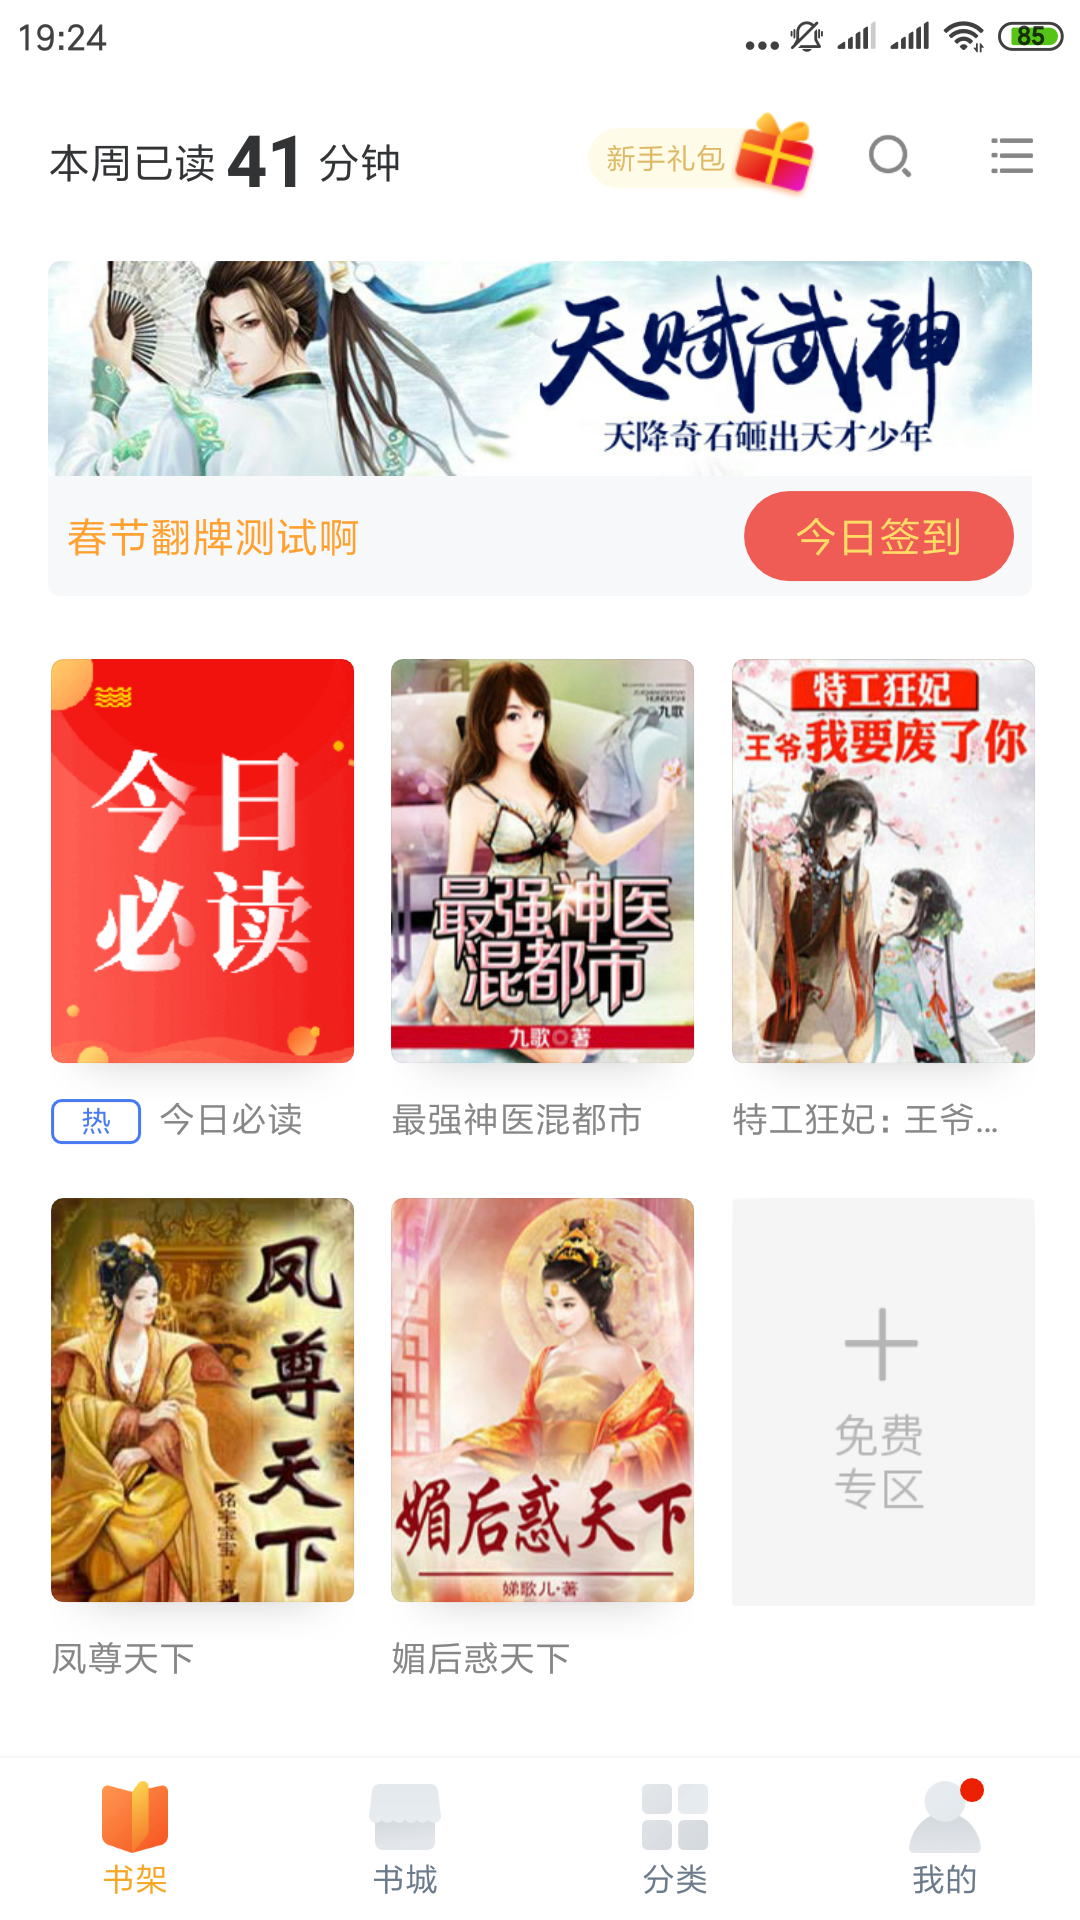 19:24
85
本周已读 41 分钟
新手礼包
天赋武神
天降奇石砸出天才少年
春节翻牌测试啊
今日签到
今日
必读
九歌
最强神医
混都市
九歌◎著
特工狂妃
王爷我要废了你
热 今日必读
最强神医混都市
特工狂妃：王爷...
凤尊天下
铭宇宝宝·著
媚后惑天下
娣歌儿·著
免费
专区
凤尊天下
媚后惑天下
书架
书城
分类
我的